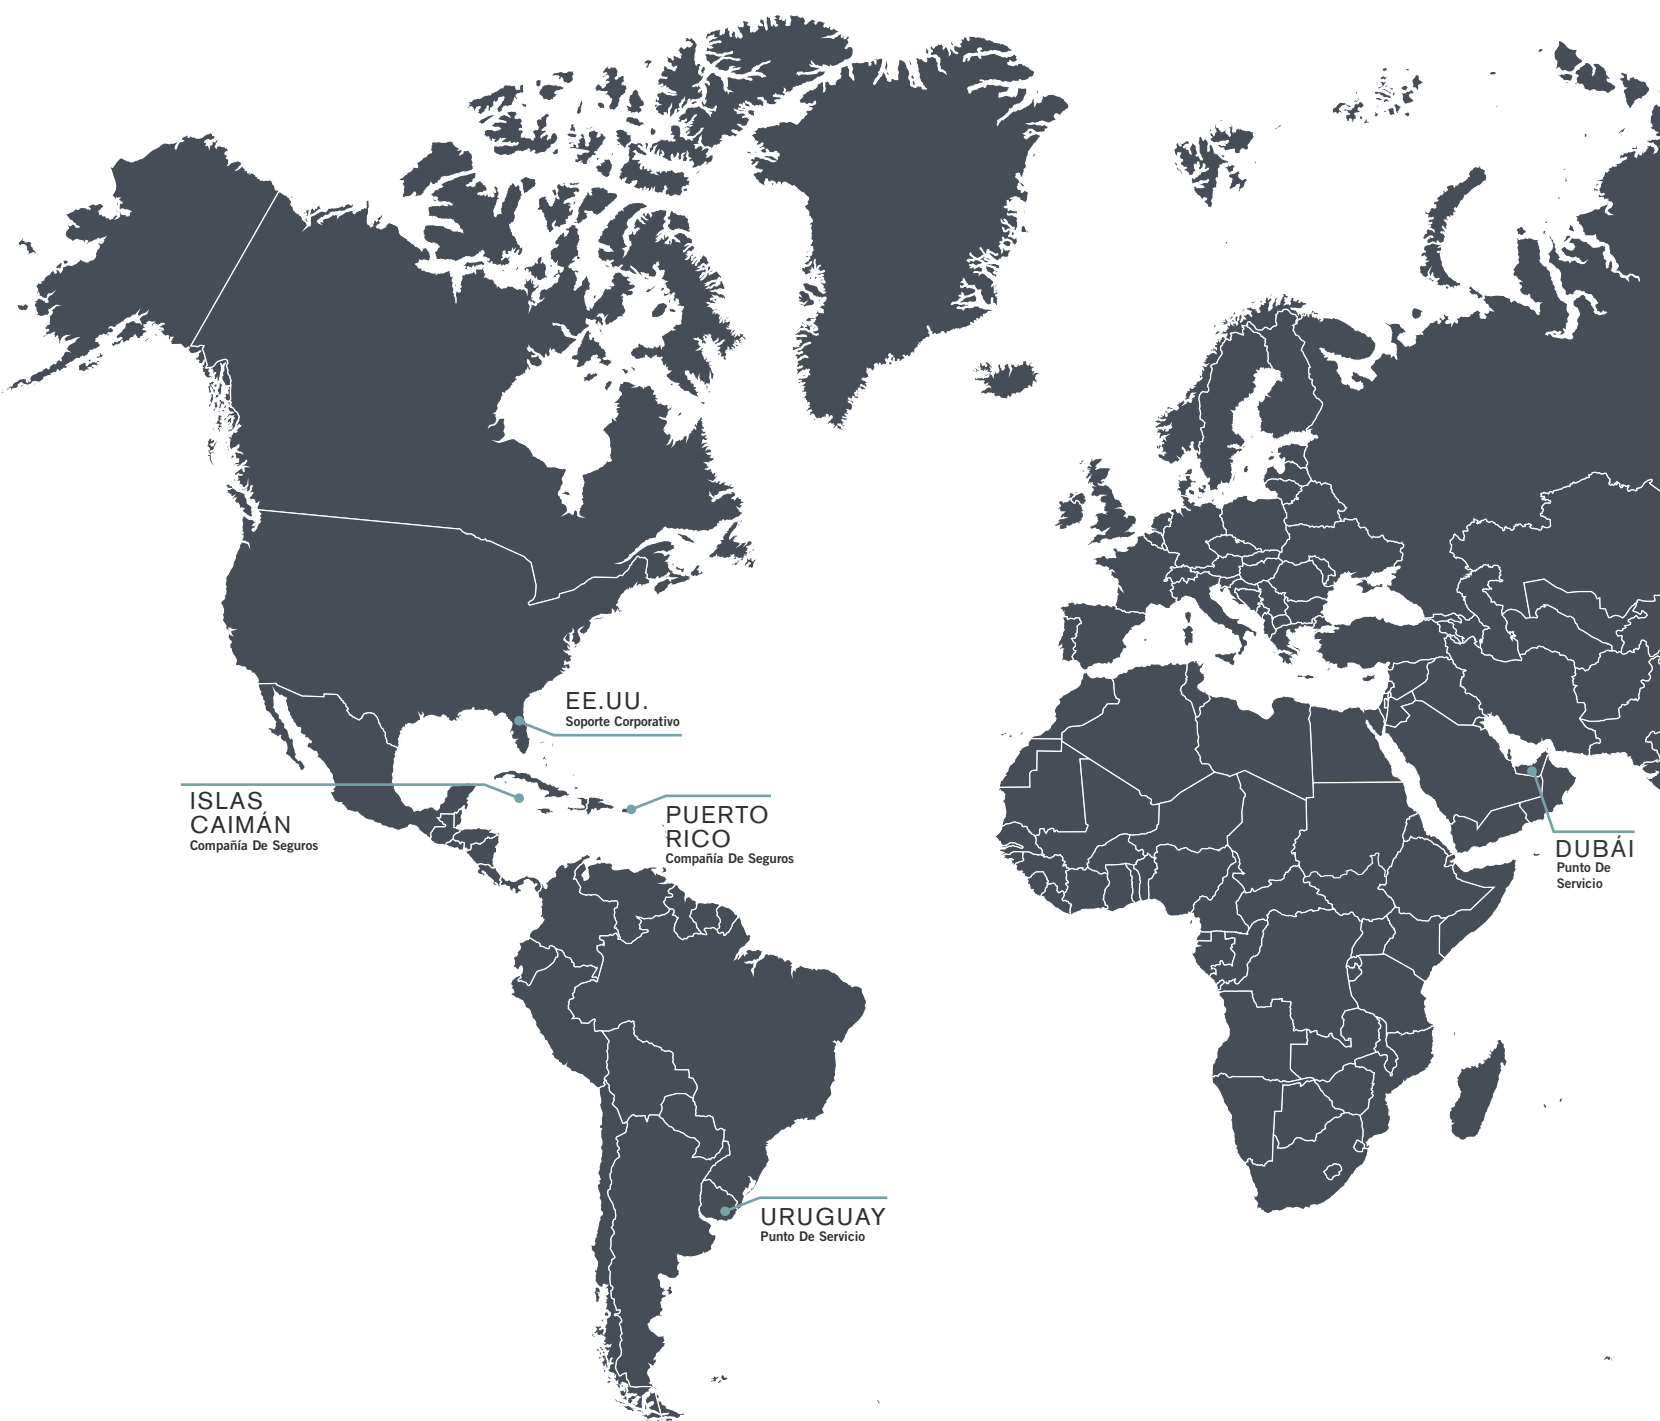 EE.UU.
Soporte Corporativo
ISLAS
CAIMÁN
Compañía De Seguros
PUERTO
RICO
Compañía De Seguros
DUBÁI
Punto De
Servicio
URUGUAY
Punto De Servicio